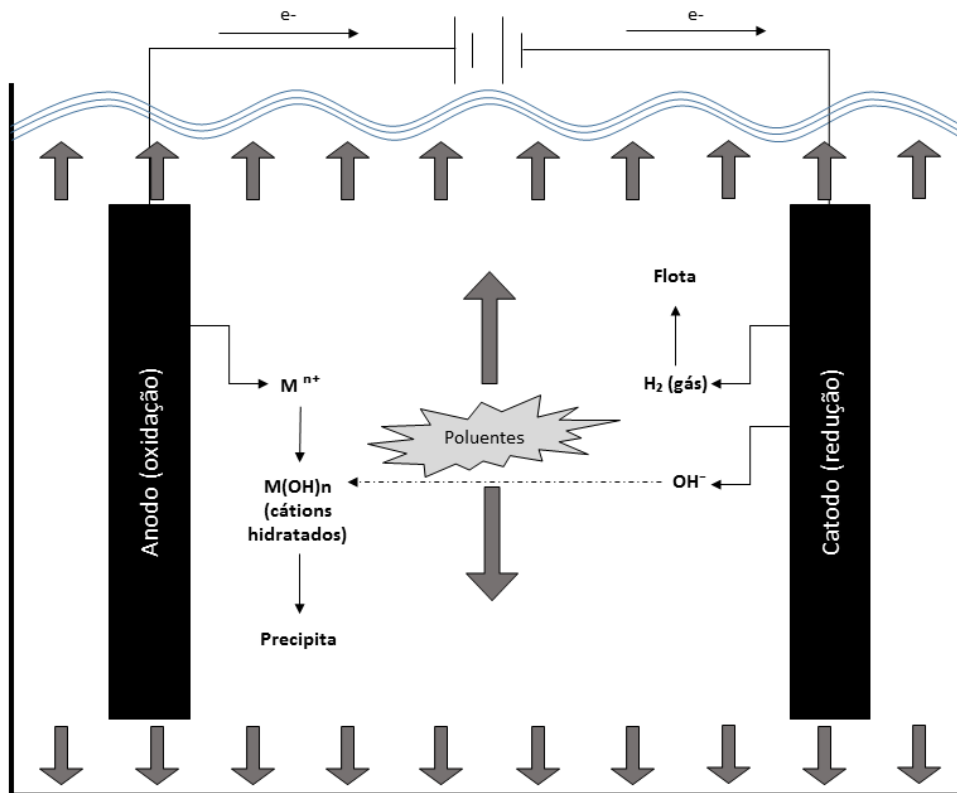 e-
e-
Flota
M ⁿ⁺
H₂ (gás)
Poluentes
M(OH)n
(cátions
hidratados)
OH⁻
Precipita
Anodo (oxidação)
Catodo (redução)